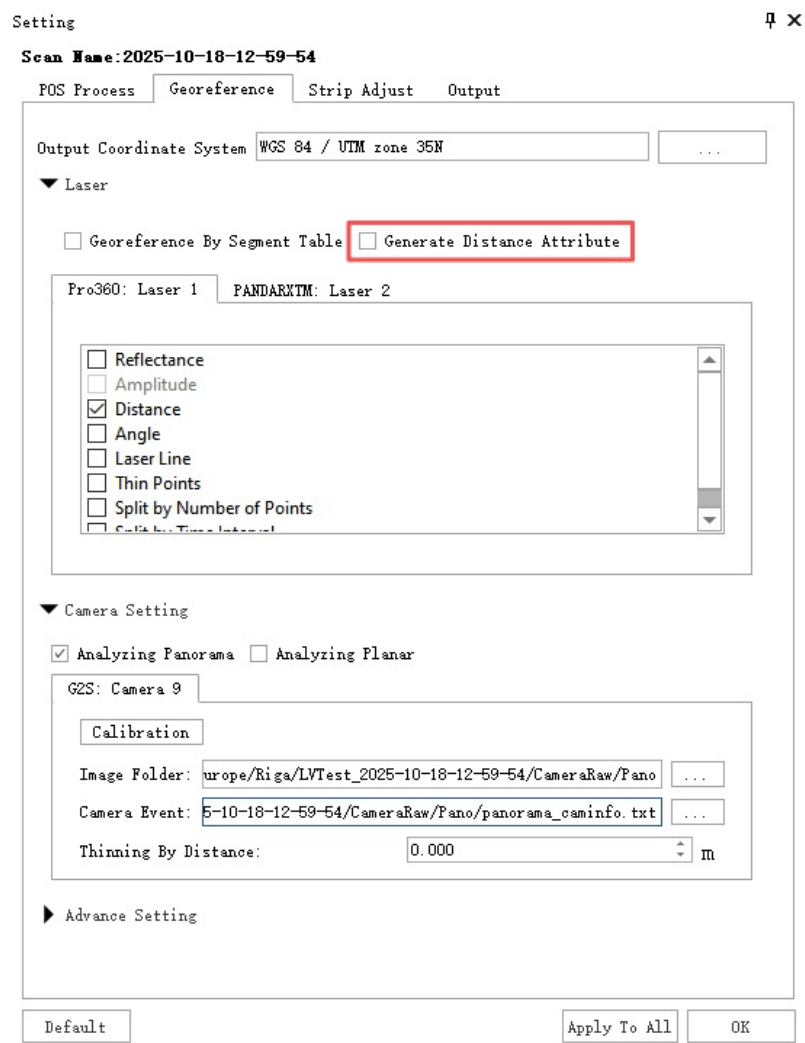 Setting
Scan Name:2025-10-18-12-59-54
POS Process Georeference Strip Adjust Output
Output Coordinate System WGS 84 / UTM zone 35N ...
Laser
Georeference By Segment Table Generate Distance Attribute
Pro360: Laser 1 PANDARXTM: Laser 2
Reflectance
Amplitude
Distance
Angle
Laser Line
Thin Points
Split by Number of Points
Split by Time Interval
Camera Setting
Analyzing Panorama Analyzing Planar
G2S: Camera 9
Calibration
Image Folder: urope/Riga/LVTest_2025-10-18-12-59-54/CameraRaw/Pano ...
Camera Event: 5-10-18-12-59-54/CameraRaw/Pano/panorama_caminfo.txt ...
Thinning By Distance: 0.000 m
Advance Setting
Default Apply To All OK